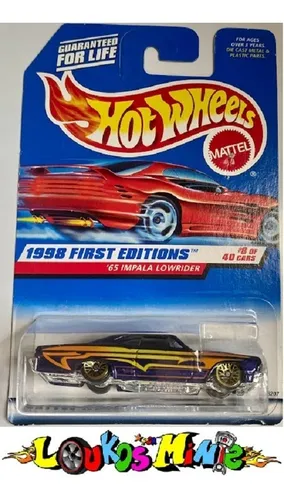 GUARANTEED
FOR LIFE
FOR AGES
OVER 3 YEARS
DIE CAST METAL &
PLASTIC PARTS.
HOT WHEELS
MATTEL
1998 FIRST EDITIONS™
'65 IMPALA LOWRIDER
#8 OF
40 CARS
LOUKOS MINIS